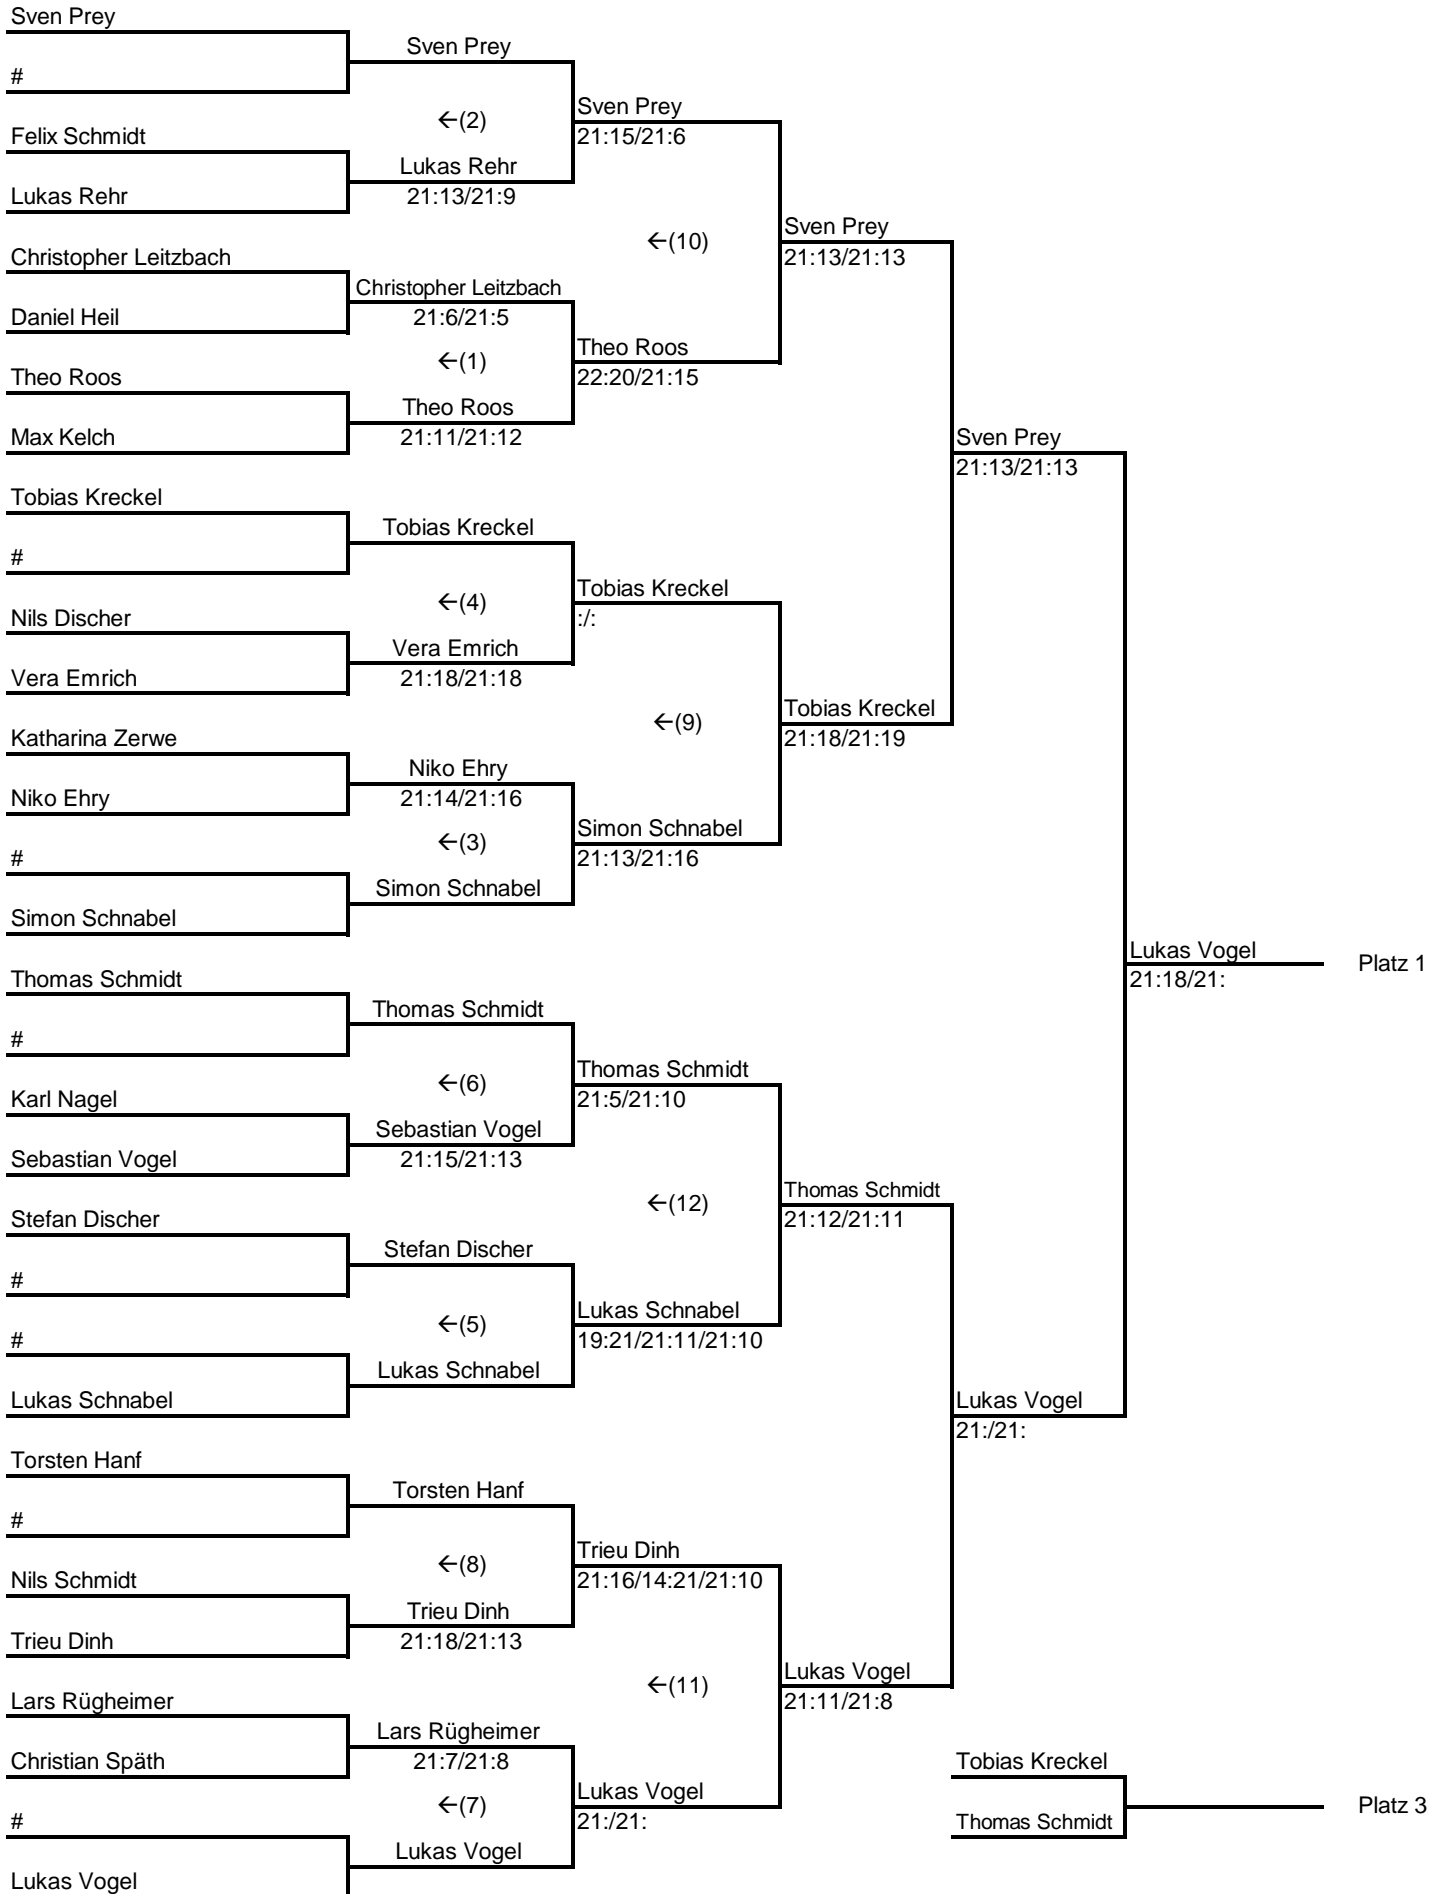 Sven Prey
Sven Prey
#
Sven Prey
←(2)
Felix Schmidt
21:15/21:6
Lukas Rehr
Lukas Rehr
21:13/21:9
Sven Prey
←(10)
Christopher Leitzbach
21:13/21:13
Christopher Leitzbach
Daniel Heil
21:6/21:5
Theo Roos
←(1)
Theo Roos
22:20/21:15
Theo Roos
Max Kelch
21:11/21:12
Sven Prey
21:13/21:13
Tobias Kreckel
Tobias Kreckel
#
Tobias Kreckel
←(4)
Nils Discher
:/:
Vera Emrich
Vera Emrich
21:18/21:18
Tobias Kreckel
←(9)
Katharina Zerwe
21:18/21:19
Niko Ehry
Niko Ehry
21:14/21:16
Simon Schnabel
←(3)
#
21:13/21:16
Simon Schnabel
Simon Schnabel
Lukas Vogel
Platz 1
Thomas Schmidt
21:18/21:
Thomas Schmidt
#
Thomas Schmidt
←(6)
Karl Nagel
21:5/21:10
Sebastian Vogel
Sebastian Vogel
21:15/21:13
Thomas Schmidt
←(12)
Stefan Discher
21:12/21:11
Stefan Discher
#
Lukas Schnabel
←(5)
#
19:21/21:11/21:10
Lukas Schnabel
Lukas Schnabel
Lukas Vogel
21:/21:
Torsten Hanf
Torsten Hanf
#
Trieu Dinh
←(8)
Nils Schmidt
21:16/14:21/21:10
Trieu Dinh
Trieu Dinh
21:18/21:13
Lukas Vogel
←(11)
Lars Rügheimer
21:11/21:8
Lars Rügheimer
Christian Späth
21:7/21:8
Tobias Kreckel
Lukas Vogel
←(7)
Platz 3
#
21:/21:
Thomas Schmidt
Lukas Vogel
Lukas Vogel